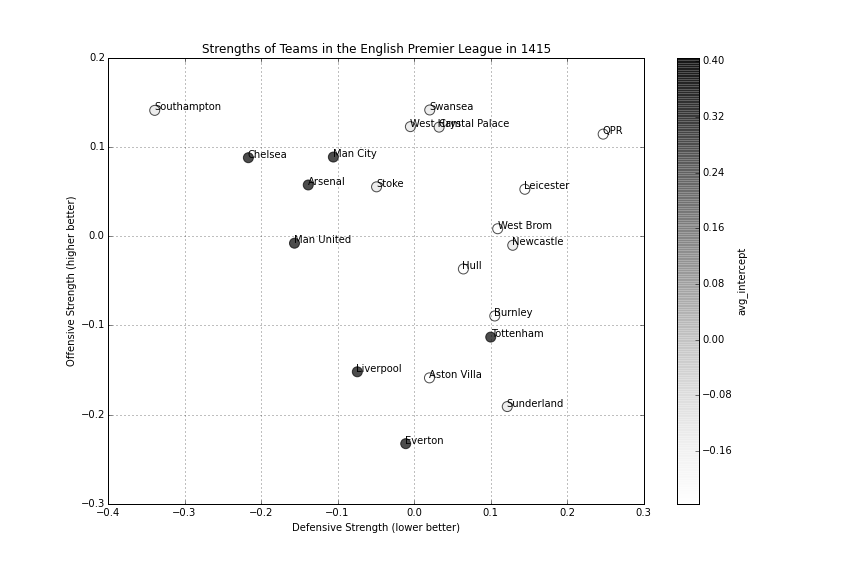 Strengths of Teams in the English Premier League in 1415
0.2
0.1
0.0
−0.1
−0.2
−0.3
Offensive Strength (higher better)
Southampton
Swansea
West Ham
Crystal Palace
QPR
Chelsea
Man City
Arsenal
Stoke
Leicester
West Brom
Man United
Newcastle
Hull
Burnley
Tottenham
Liverpool
Aston Villa
Sunderland
Everton
−0.4
−0.3
−0.2
−0.1
0.0
0.1
0.2
0.3
Defensive Strength (lower better)
0.40
0.32
0.24
0.16
0.08
0.00
−0.08
−0.16
avg_intercept